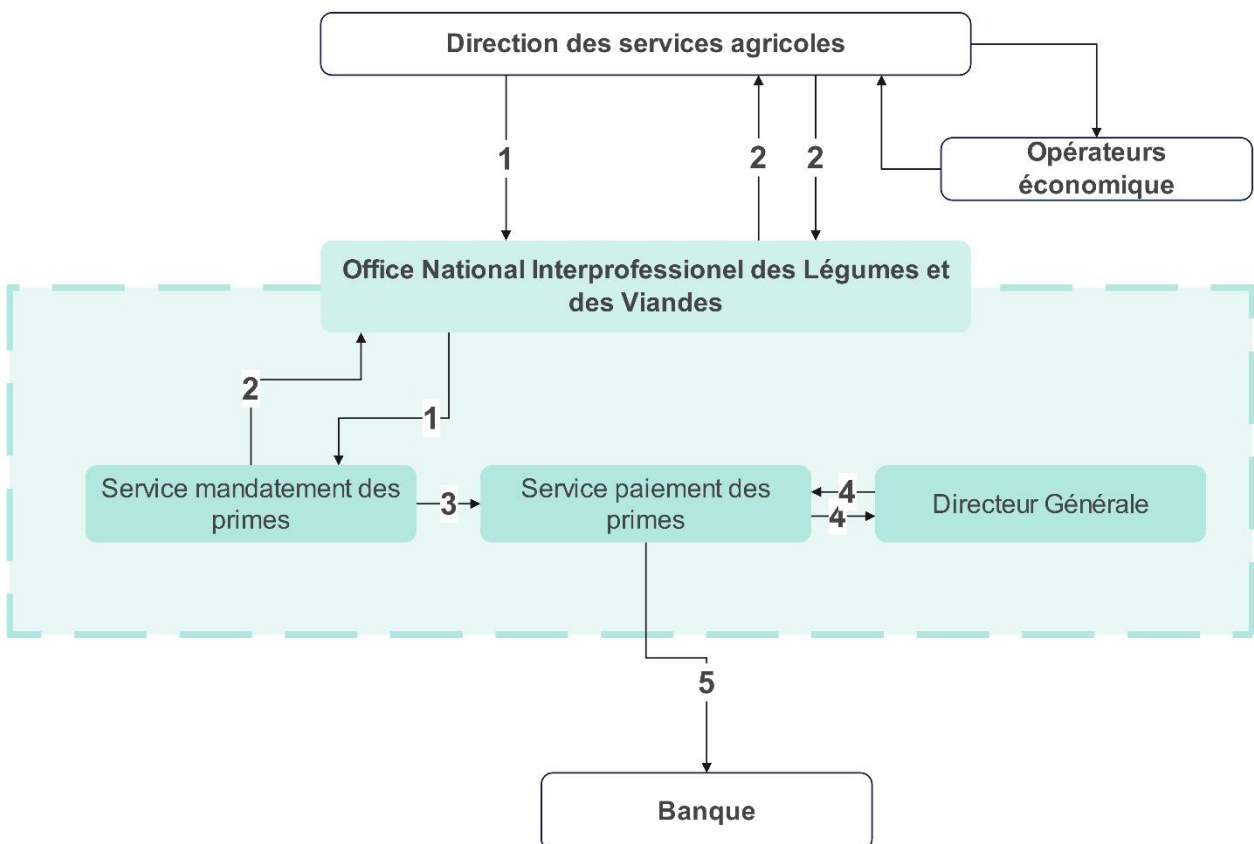 Direction des services agricoles
1
2
2
Opérateurs
économique
Office National Interprofessionel des Légumes et
des Viandes
2
1
Service mandatement des
primes
3
Service paiement des
primes
4
4
Directeur Générale
5
Banque